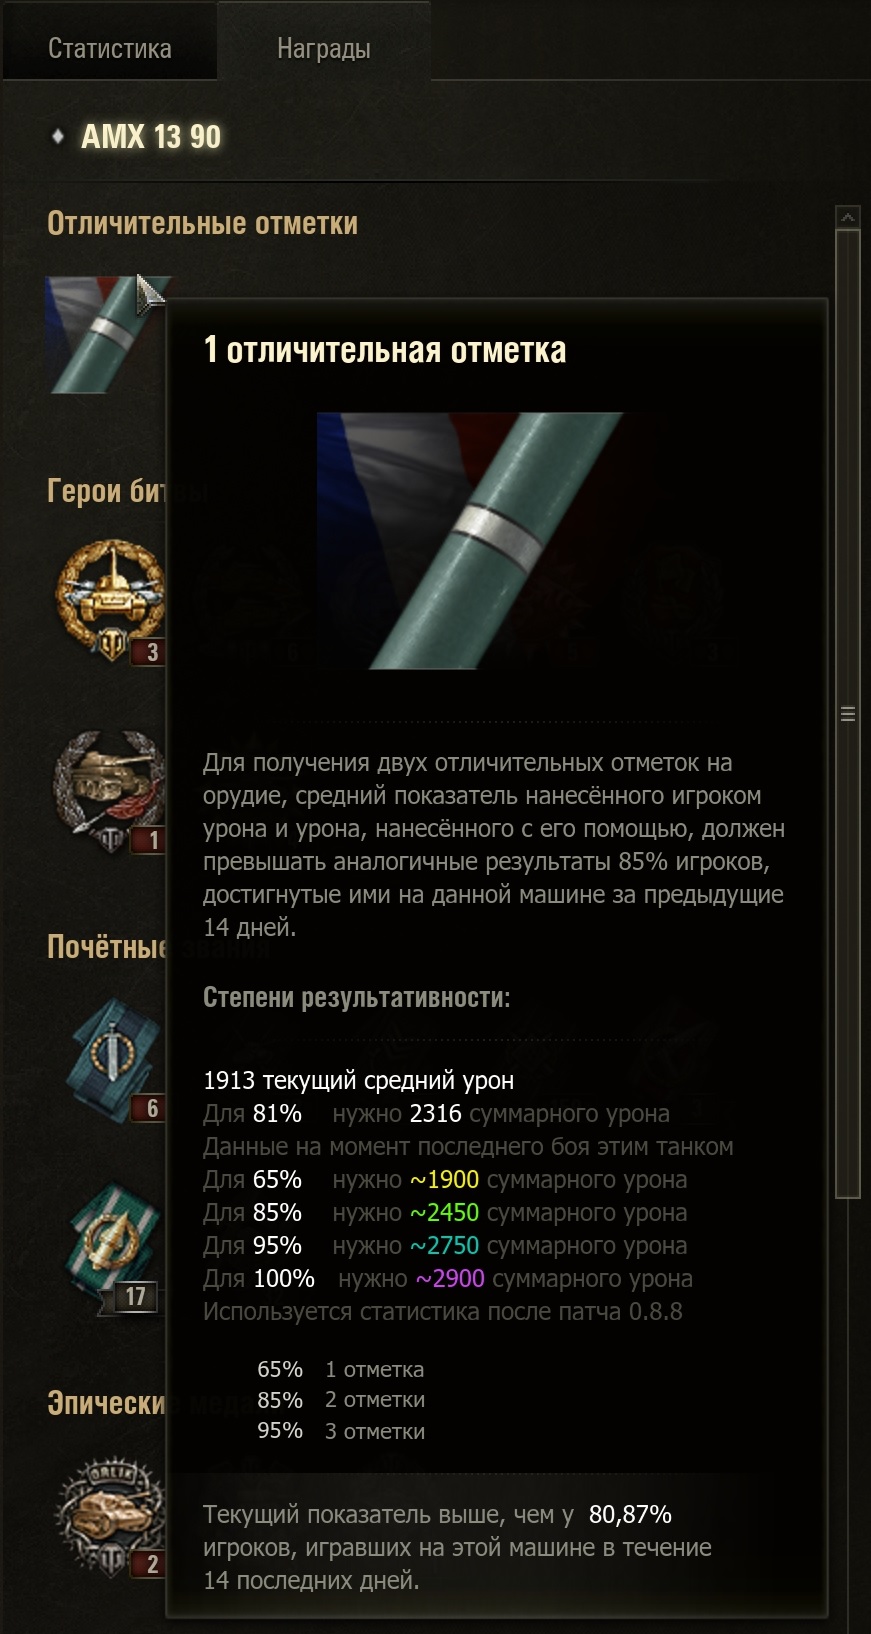 Статистика
Награды
AMX 13 90
Отличительные отметки
1 отличительная отметка
Герои битвы
3
1
Для получения двух отличительных отметок на
орудие, средний показатель нанесённого игроком
урона и урона, нанесённого с его помощью, должен
превышать аналогичные результаты 85% игроков,
достигнутые ими на данной машине за предыдущие
14 дней.
Почётные звания
Степени результативности:
1913 текущий средний урон
Для 81% нужно 2316 суммарного урона
6
Данные на момент последнего боя этим танком
Для 65% нужно ~1900 суммарного урона
Для 85% нужно ~2450 суммарного урона
Для 95% нужно ~2750 суммарного урона
Для 100% нужно ~2900 суммарного урона
17
Используется статистика после патча 0.8.8
65% 1 отметка
85% 2 отметки
95% 3 отметки
Эпические
ORLIK
2
Текущий показатель выше, чем у 80,87%
игроков, игравших на этой машине в течение
14 последних дней.